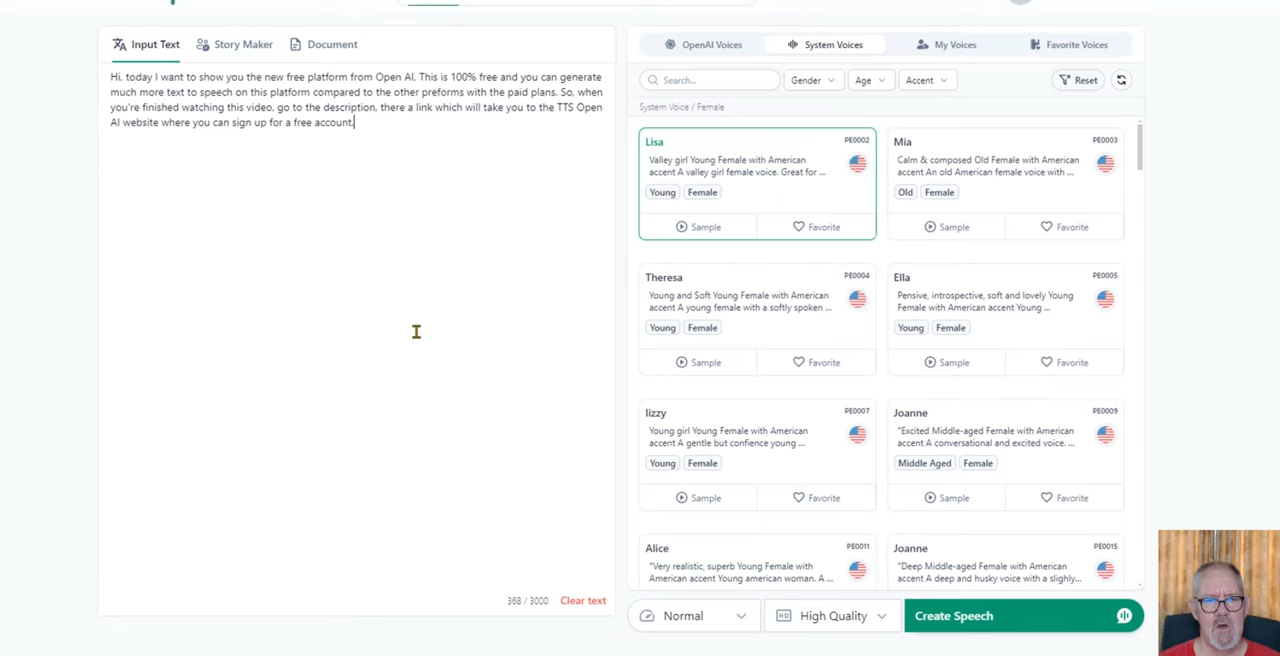 Input Text
Story Maker
Document
Hi, today I want to show you the new free platform from Open AI. This is 100% free and you can generate
much more text to speech on this platform compared to the other preforms with the paid plans. So, when
you're finished watching this video, go to the description, there a link which will take you to the TTS Open
AI website where you can sign up for a free account.
368 / 3000
Clear text
OpenAI Voices
System Voices
My Voices
Favorite Voices
Search...
Gender
Age
Accent
Reset
System Voice / Female
Lisa
PE0002
Valley girl Young Female with American
accent A valley girl female voice. Great for ...
Young
Female
Sample
Favorite
Mia
PE0003
Calm & composed Old Female with American
accent An old American female voice with ...
Old
Female
Sample
Favorite
Theresa
PE0004
Young and Soft Young Female with American
accent A young female with a softly spoken ...
Young
Female
Sample
Favorite
Ella
PE0005
Pensive, introspective, soft and lovely Young
Female with American accent Young ...
Young
Female
Sample
Favorite
lizzy
PE0007
Young girl Young Female with American
accent A gentle but confience young ...
Young
Female
Sample
Favorite
Joanne
PE0009
"Excited Middle-aged Female with American
accent A conversational and excited voice. ...
Middle Aged
Female
Sample
Favorite
Alice
PE0011
"Very realistic, superb Young Female with
American accent Young american woman. A ...
Joanne
PE0015
"Deep Middle-aged Female with American
accent A deep and husky voice with a slighly...
Normal
HQ
High Quality
Create Speech